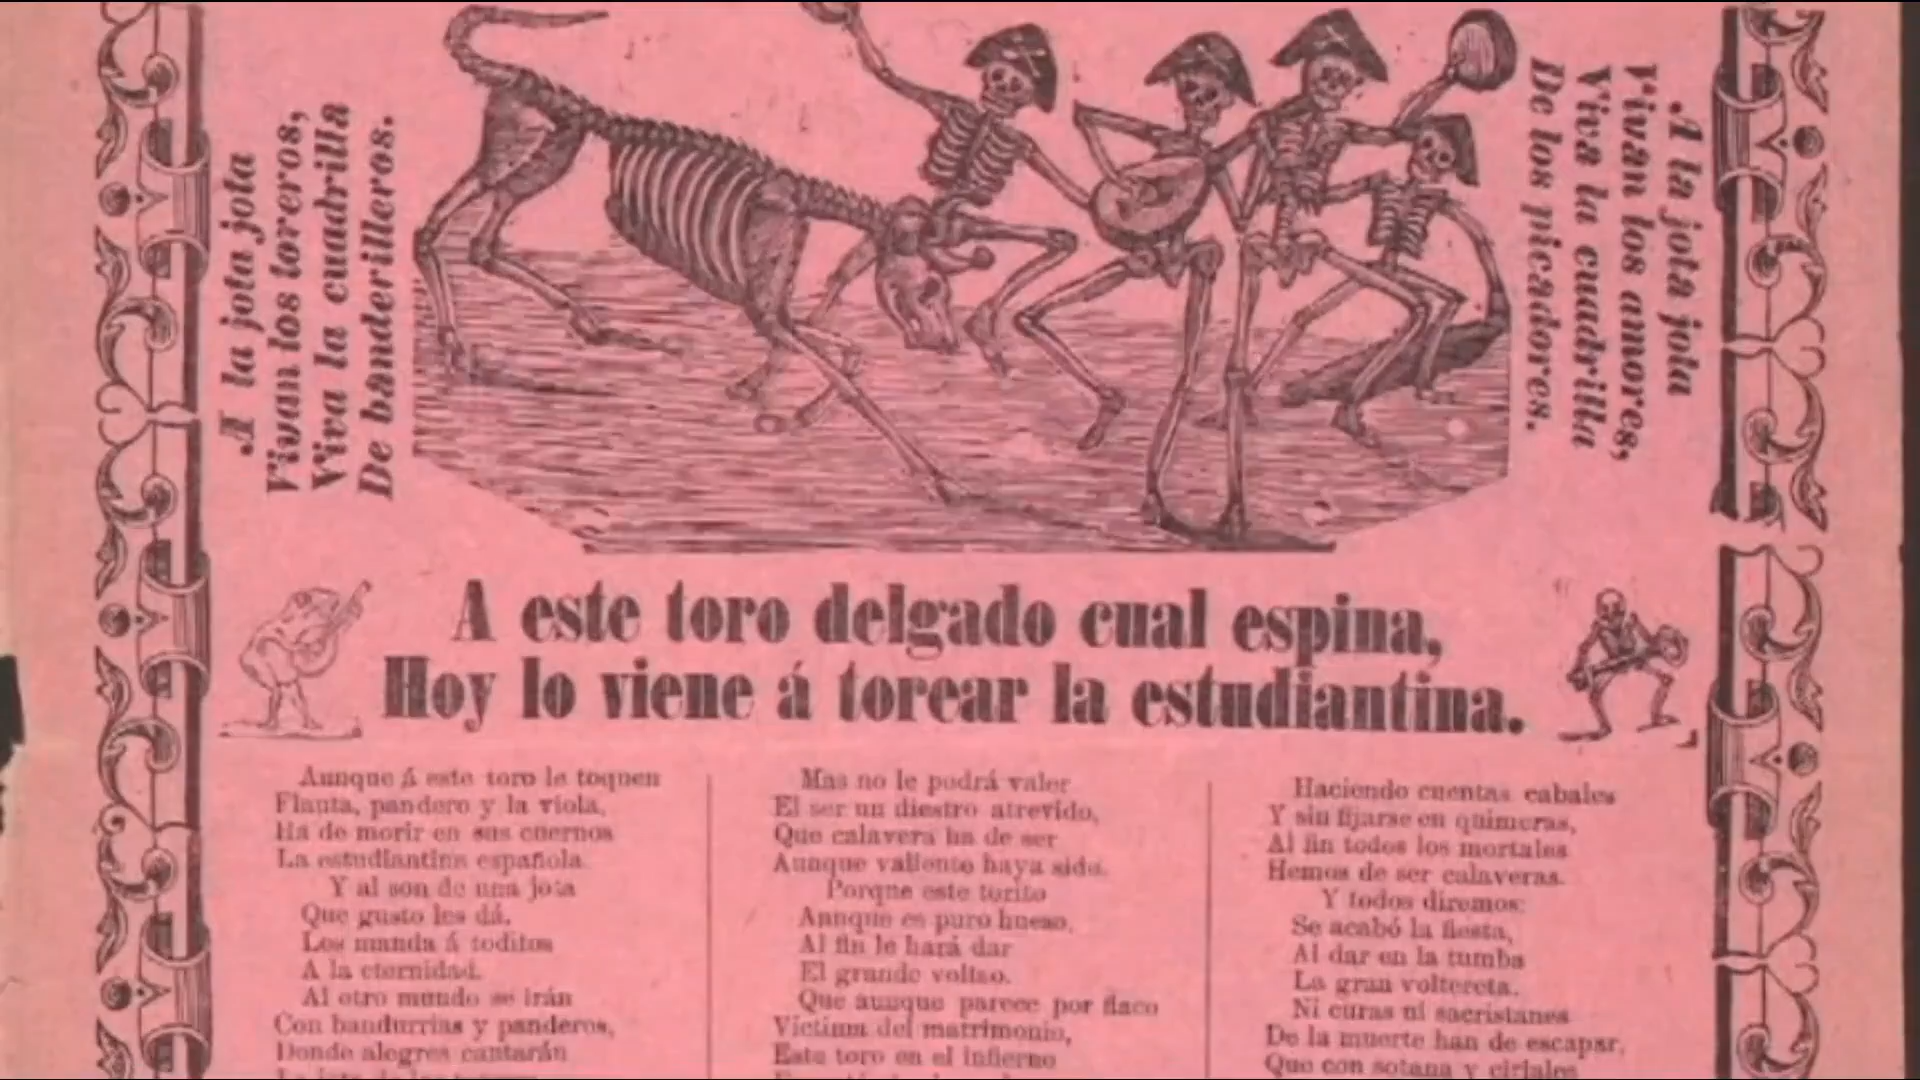 A la jota jota
Vivan los toreros,
Viva la cuadrilla
De banderilleros.
A la jota jota
Vivan los amores,
Viva la cuadrilla
De los picadores.
A este toro delgado cual espina,
Hoy lo viene á torear la estudiantina.
Aunque á este toro le toquen
Flauta, pandero y la viola,
Ha de morir en sus cuernos
La estudiantina española.
Y al son de una jota
Que gusto les dá.
Los manda á toditos
A la eternidad.
Al otro mundo se irán
Con bandurrias y panderos,
Donde alegres cantarán
Mas no le podrá valer
El ser un diestro atrevido,
Que calavera ha de ser
Aunque valiente haya sido.
Porque este torito
Aunque es puro hueso,
Al fin le hará dar
El grande
Que aunque parece por flaco
Victima del matrimonio,
Este toro en el infierno
Haciendo cuentas cabales
Y sin fijarse en quimeras,
Al fin todos los mortales
Hemos de ser calaveras.
Y todos diremos:
Se acabó la fiesta,
Al dar en la tumba
La gran voltereta.
Ni curas ni sacristanes
De la muerte han de escapar,
Que con sotana y ciriales